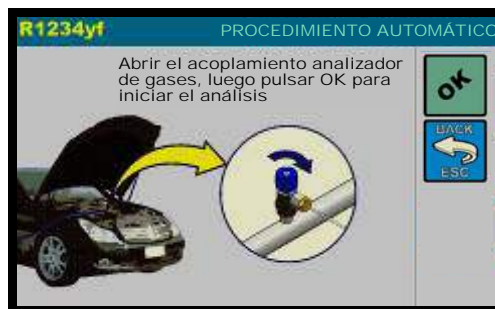 R1234yf
PROCEDIMIENTO AUTOMÁTICO
Abrir el acoplamiento analizador
de gases, luego pulsar OK para
iniciar el análisis
OK
BACK
ESC